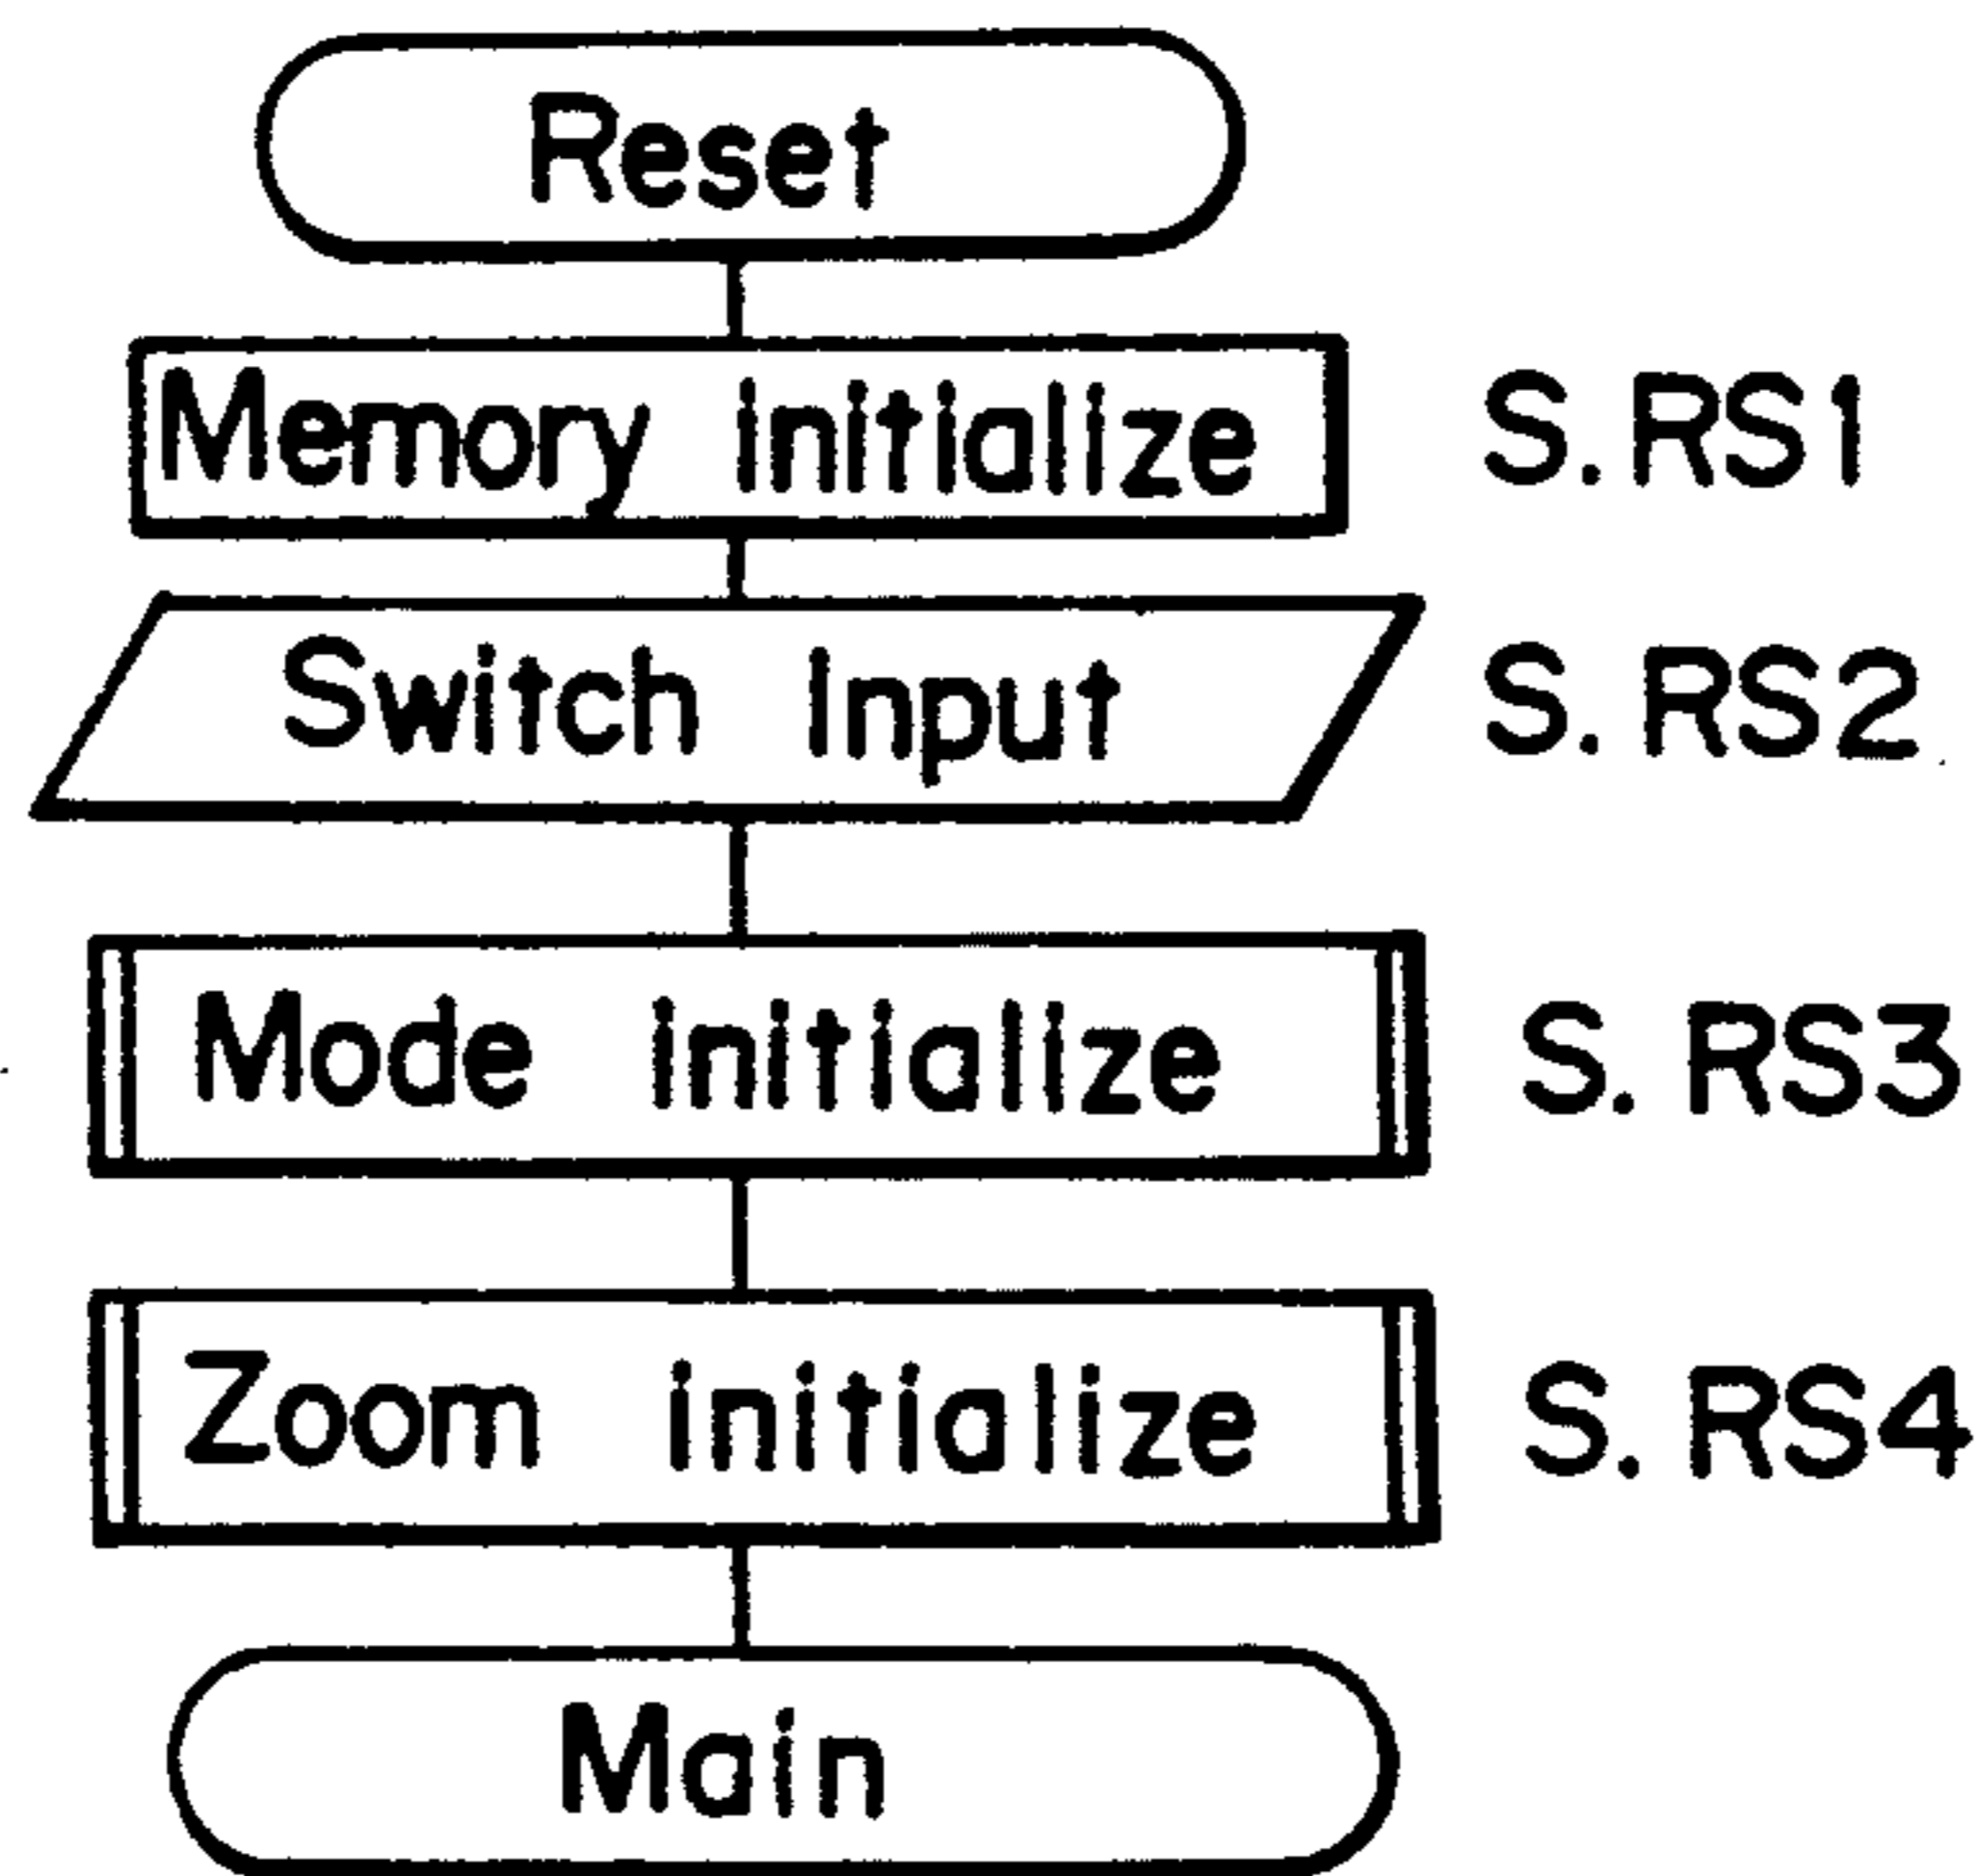 Reset
Memory initialize S.RS1
Switch Input S.RS2
Mode initialize S.RS3
Zoom initialize S.RS4
Main